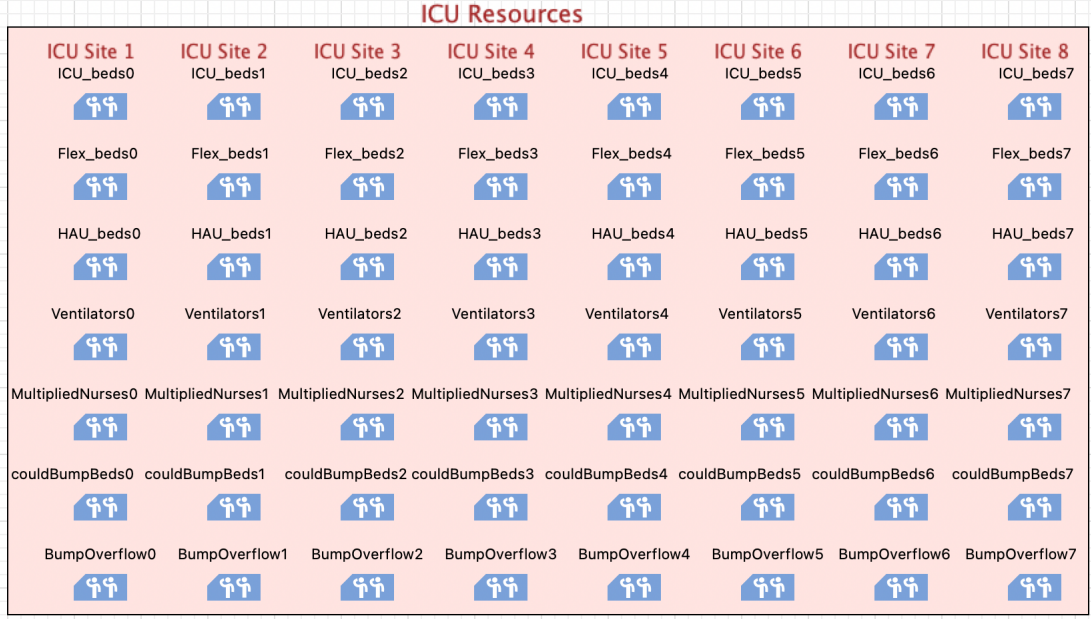 ICU Resources
ICU Site 1 ICU Site 2 ICU Site 3 ICU Site 4 ICU Site 5 ICU Site 6 ICU Site 7 ICU Site 8
ICU_beds0 ICU_beds1 ICU_beds2 ICU_beds3 ICU_beds4 ICU_beds5 ICU_beds6 ICU_beds7
Flex_beds0 Flex_beds1 Flex_beds2 Flex_beds3 Flex_beds4 Flex_beds5 Flex_beds6 Flex_beds7
HAU_beds0 HAU_beds1 HAU_beds2 HAU_beds3 HAU_beds4 HAU_beds5 HAU_beds6 HAU_beds7
Ventilators0 Ventilators1 Ventilators2 Ventilators3 Ventilators4 Ventilators5 Ventilators6 Ventilators7
MultipliedNurses0 MultipliedNurses1 MultipliedNurses2 MultipliedNurses3 MultipliedNurses4 MultipliedNurses5 MultipliedNurses6 MultipliedNurses7
couldBumpBeds0 couldBumpBeds1 couldBumpBeds2 couldBumpBeds3 couldBumpBeds4 couldBumpBeds5 couldBumpBeds6 couldBumpBeds7
BumpOverflow0 BumpOverflow1 BumpOverflow2 BumpOverflow3 BumpOverflow4 BumpOverflow5 BumpOverflow6 BumpOverflow7